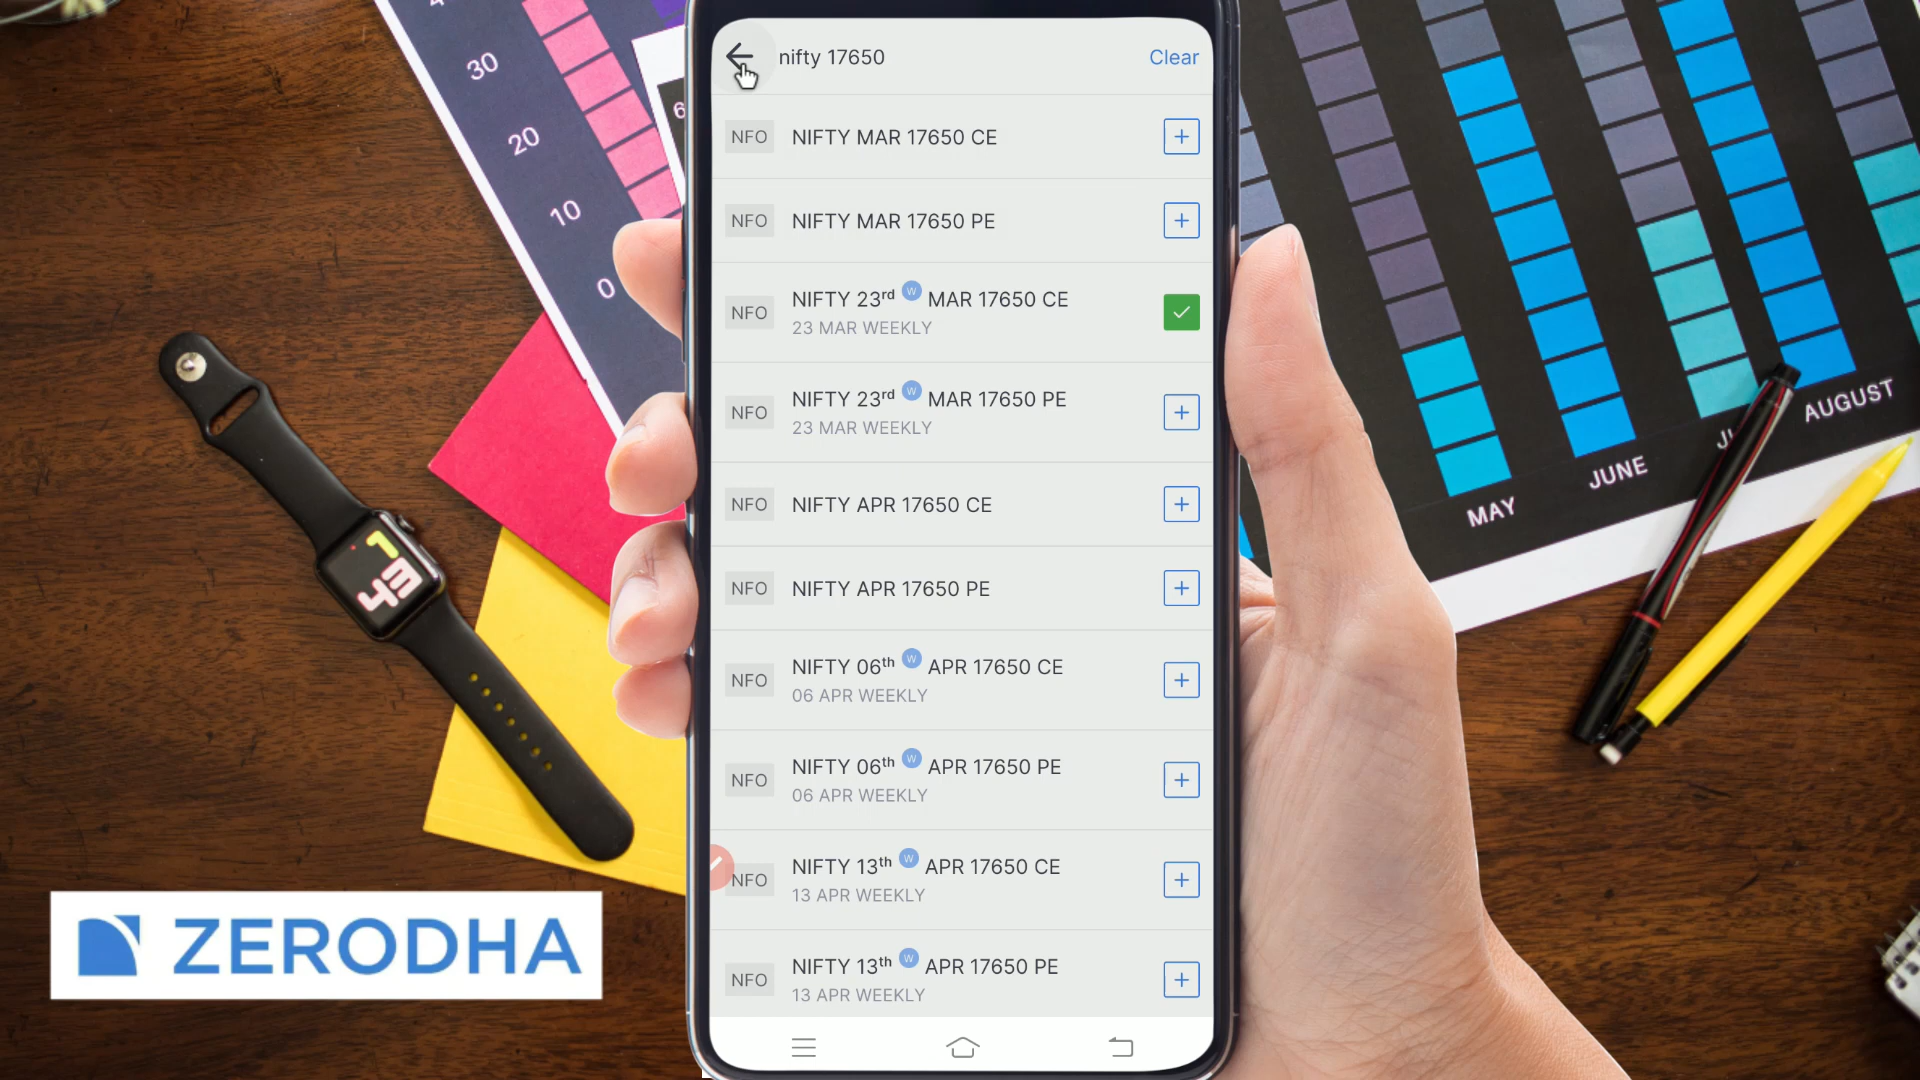 nifty 17650
Clear
NFO NIFTY MAR 17650 CE
NFO NIFTY MAR 17650 PE
NFO NIFTY 23rd W MAR 17650 CE
23 MAR WEEKLY
NFO NIFTY 23rd W MAR 17650 PE
23 MAR WEEKLY
NFO NIFTY APR 17650 CE
NFO NIFTY APR 17650 PE
NFO NIFTY 06th W APR 17650 CE
06 APR WEEKLY
NFO NIFTY 06th W APR 17650 PE
06 APR WEEKLY
NFO NIFTY 13th W APR 17650 CE
13 APR WEEKLY
NFO NIFTY 13th W APR 17650 PE
13 APR WEEKLY
30
20
10
0
1
43
MAY
JUNE
AUGUST
ZERODHA